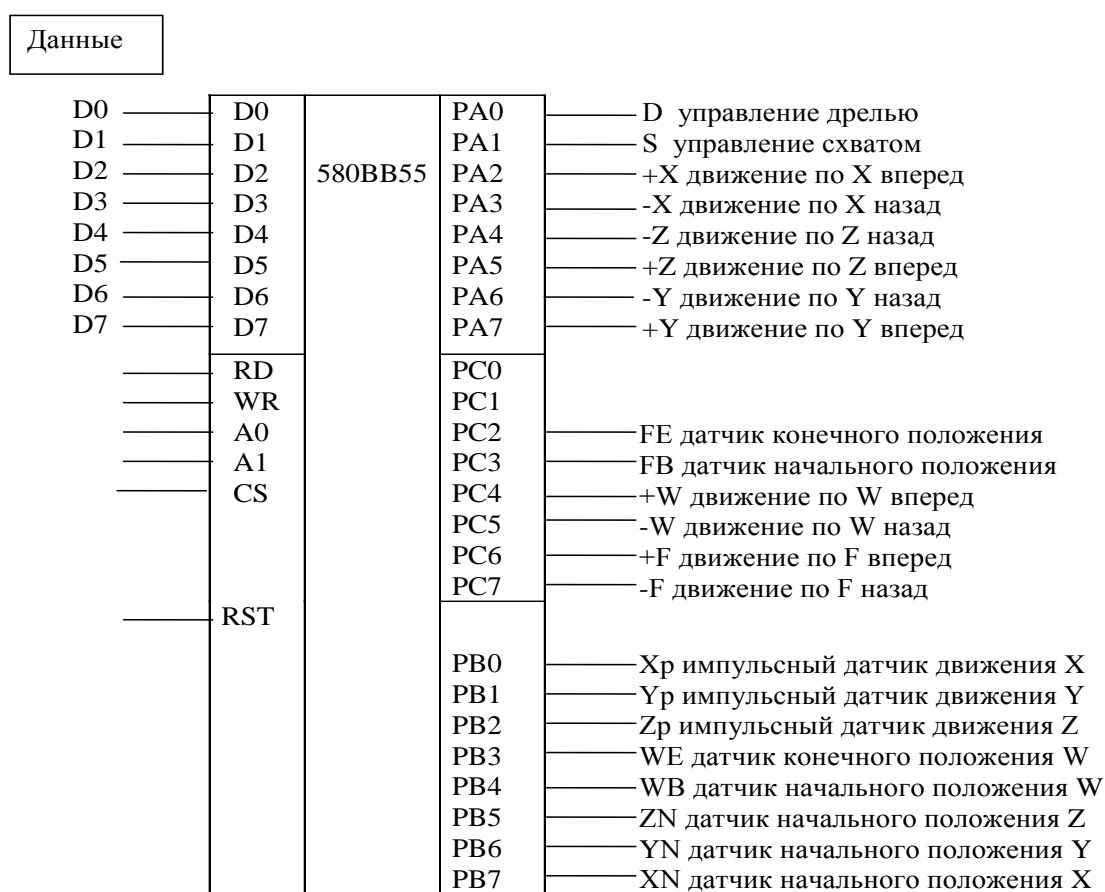 Данные
D0 D0 PA0 D управление дрелью
D1 D1 PA1 S управление схватом
D2 D2 580ВВ55 PA2 +X движение по X вперед
D3 D3 PA3 -X движение по X назад
D4 D4 PA4 -Z движение по Z назад
D5 D5 PA5 +Z движение по Z вперед
D6 D6 PA6 -Y движение по Y назад
D7 D7 PA7 +Y движение по Y вперед
RD PC0
WR PC1
A0 PC2 FE датчик конечного положения
A1 PC3 FB датчик начального положения
CS PC4 +W движение по W вперед
PC5 -W движение по W назад
PC6 +F движение по F вперед
PC7 -F движение по F назад
RST
PB0 Xp импульсный датчик движения X
PB1 Yp импульсный датчик движения Y
PB2 Zp импульсный датчик движения Z
PB3 WE датчик конечного положения W
PB4 WB датчик начального положения W
PB5 ZN датчик начального положения Z
PB6 YN датчик начального положения Y
PB7 XN датчик начального положения X